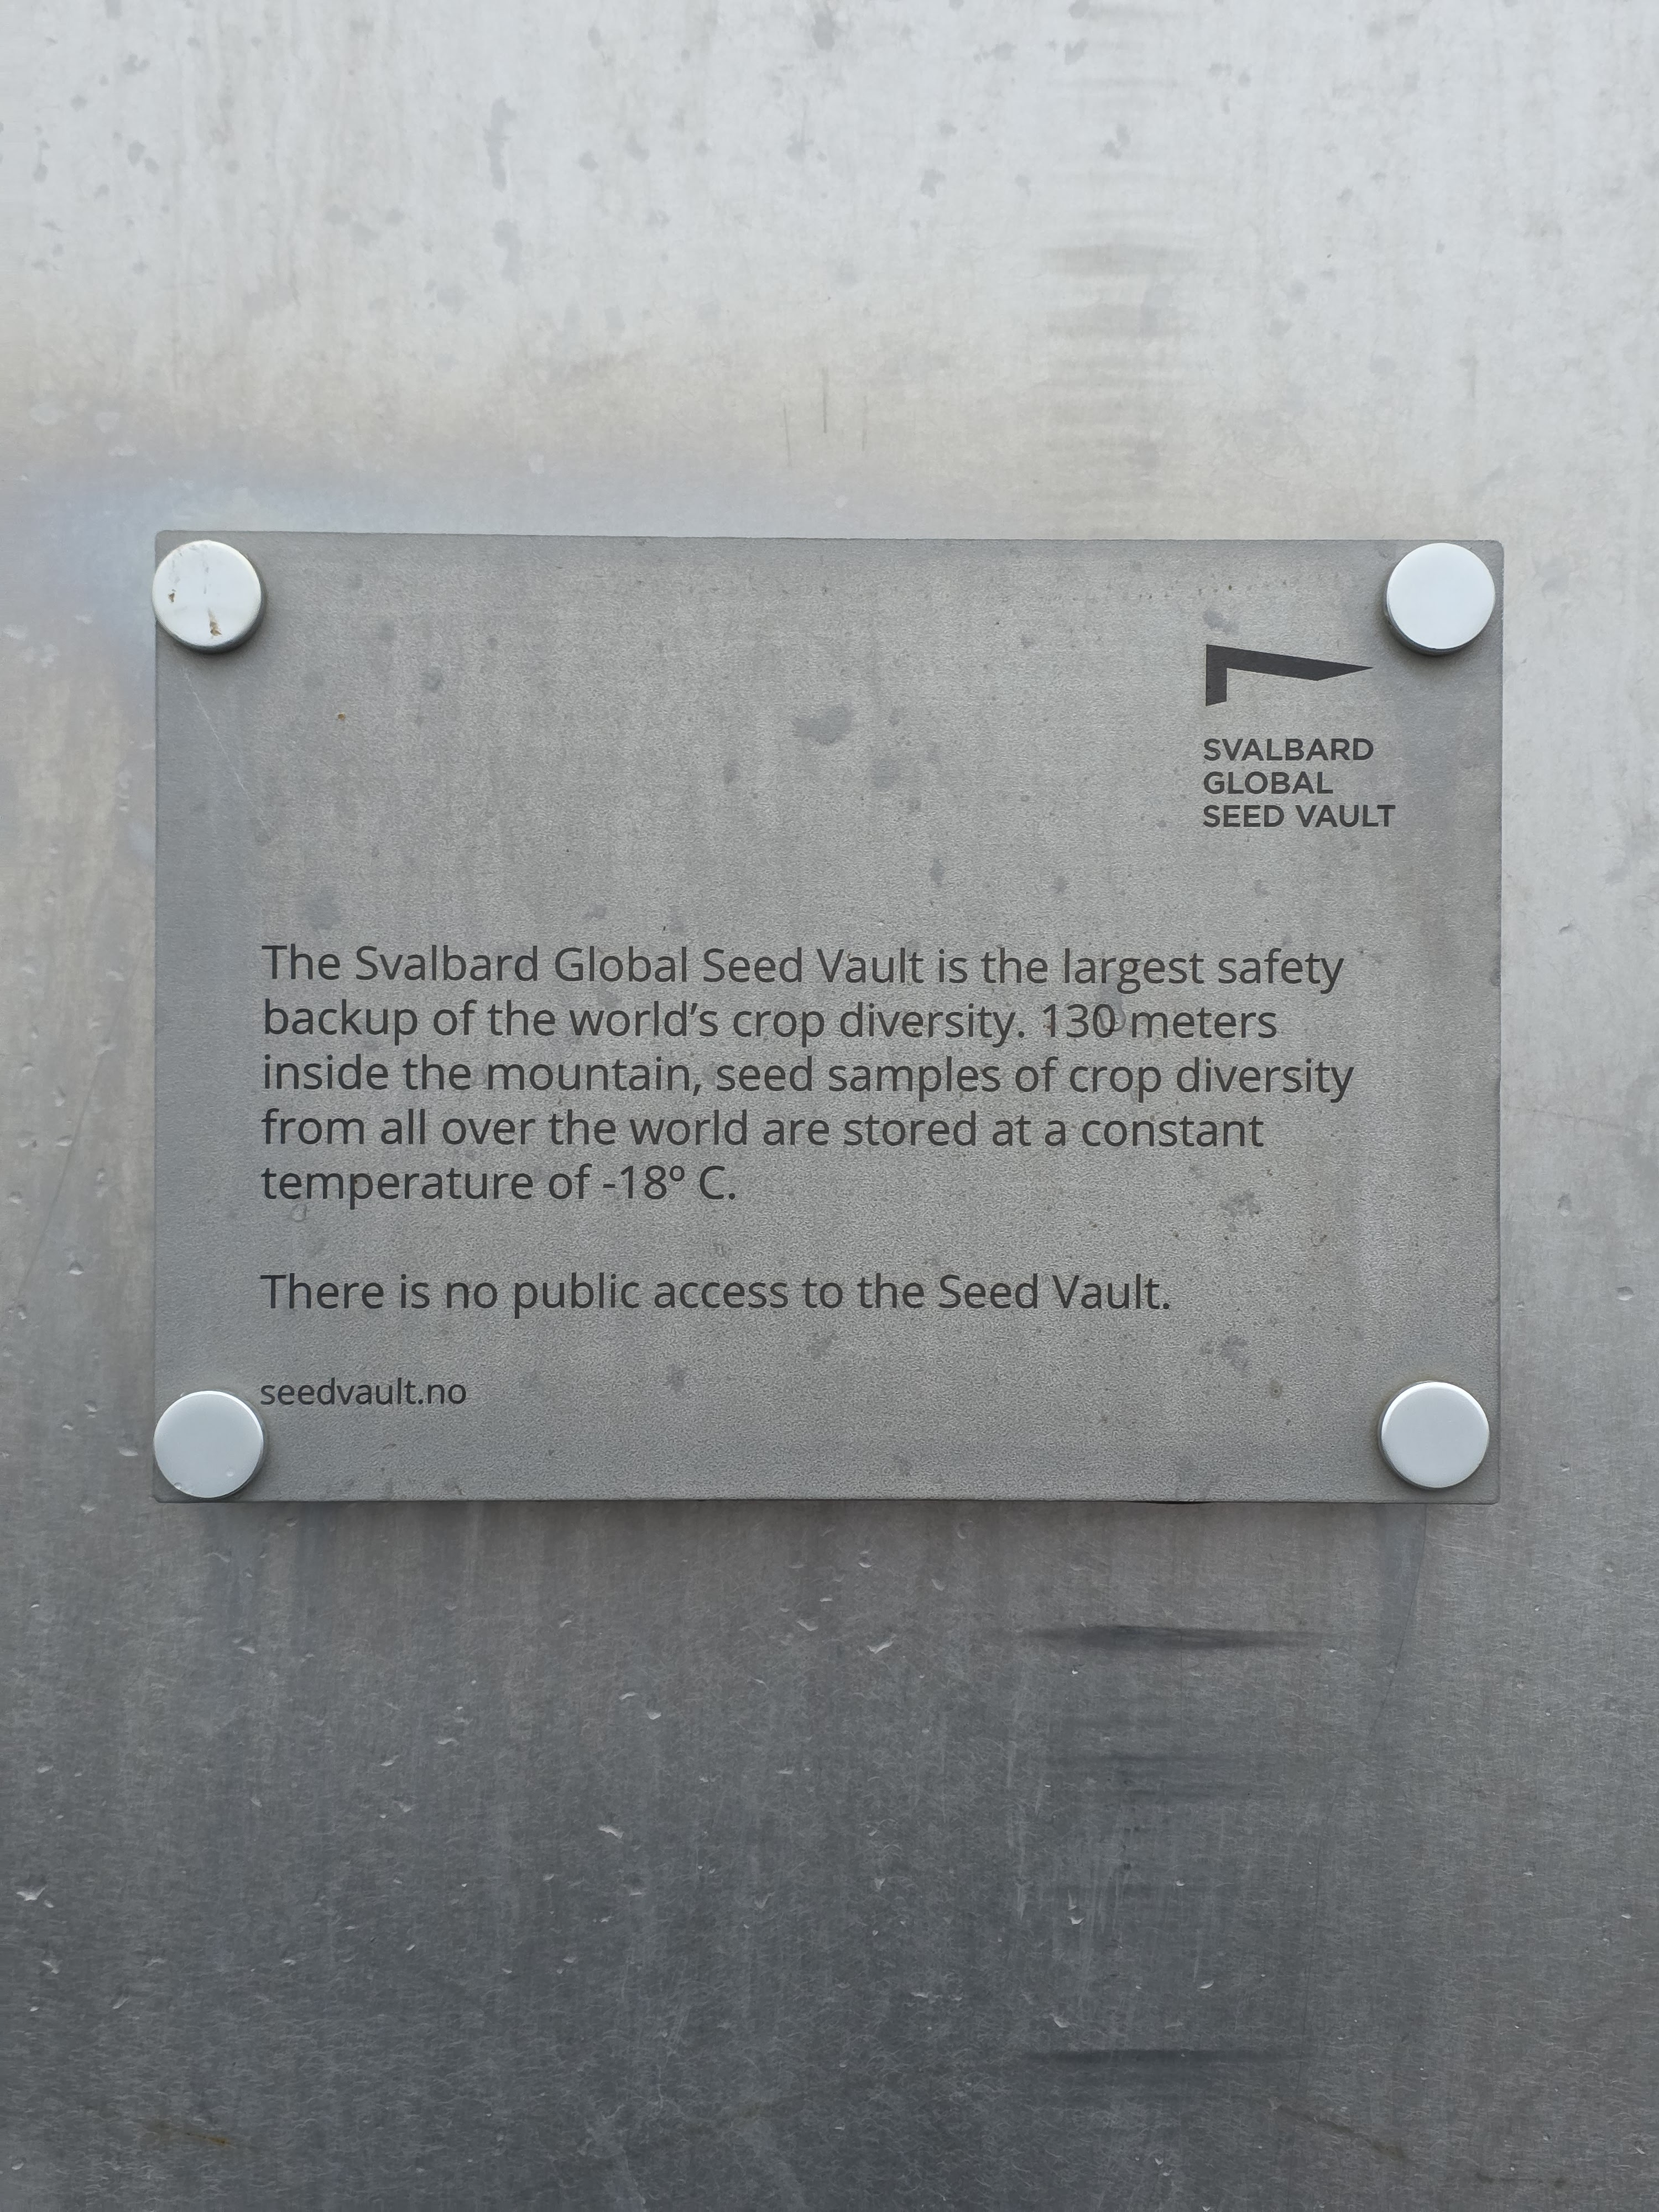 SVALBARD
GLOBAL
SEED VAULT
The Svalbard Global Seed Vault is the largest safety
backup of the world’s crop diversity. 130 meters
inside the mountain, seed samples of crop diversity
from all over the world are stored at a constant
temperature of -18º C.
There is no public access to the Seed Vault.
seedvault.no